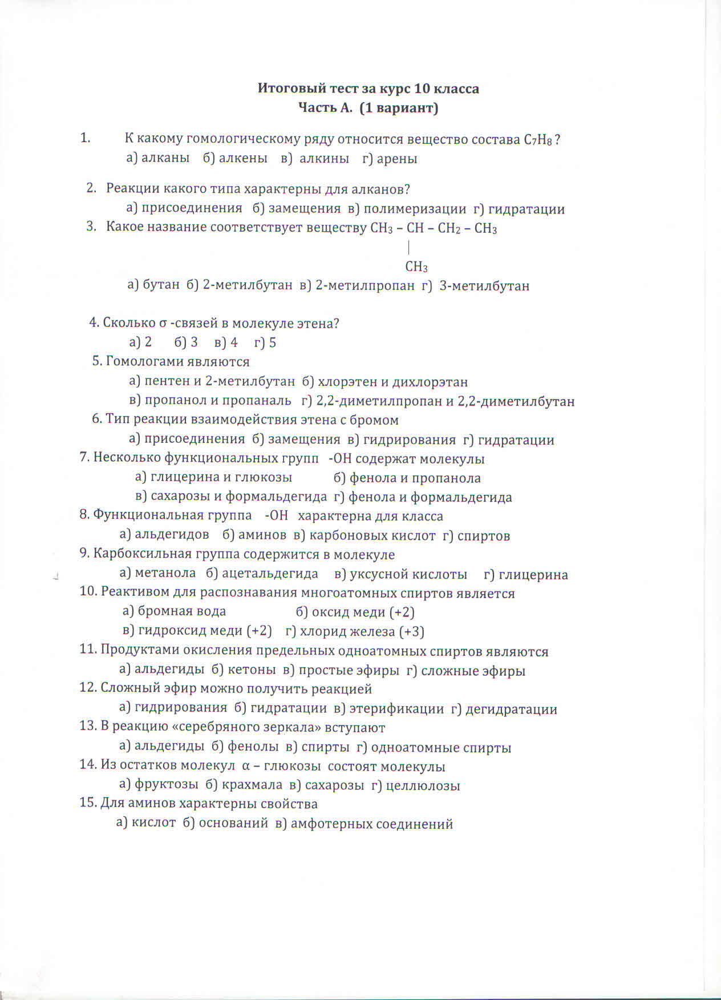 Итоговый тест за курс 10 класса
Часть А. (1 вариант)
1. К какому гомологическому ряду относится вещество состава C7H8 ?
а) алканы б) алкены в) алкины г) арены
2. Реакции какого типа характерны для алканов?
а) присоединения б) замещения в) полимеризации г) гидратации
3. Какое название соответствует веществу CH3 – CH – CH2 – CH3
|
CH3
а) бутан б) 2-метилбутан в) 2-метилпропан г) 3-метилбутан
4. Сколько σ -связей в молекуле этена?
а) 2 б) 3 в) 4 г) 5
5. Гомологами являются
а) пентен и 2-метилбутан б) хлорэтен и дихлорэтан
в) пропанол и пропаналь г) 2,2-диметилпропан и 2,2-диметилбутан
6. Тип реакции взаимодействия этена с бромом
а) присоединения б) замещения в) гидрирования г) гидратации
7. Несколько функциональных групп -ОН содержат молекулы
а) глицерина и глюкозы б) фенола и пропанола
в) сахарозы и формальдегида г) фенола и формальдегида
8. Функциональная группа -ОН характерна для класса
а) альдегидов б) аминов в) карбоновых кислот г) спиртов
9. Карбоксильная группа содержится в молекуле
а) метанола б) ацетальдегида в) уксусной кислоты г) глицерина
10. Реактивом для распознавания многоатомных спиртов является
а) бромная вода б) оксид меди (+2)
в) гидроксид меди (+2) г) хлорид железа (+3)
11. Продуктами окисления предельных одноатомных спиртов являются
а) альдегиды б) кетоны в) простые эфиры г) сложные эфиры
12. Сложный эфир можно получить реакцией
а) гидрирования б) гидратации в) этерификации г) дегидратации
13. В реакцию «серебряного зеркала» вступают
а) альдегиды б) фенолы в) спирты г) одноатомные спирты
14. Из остатков молекул α – глюкозы состоят молекулы
а) фруктозы б) крахмала в) сахарозы г) целлюлозы
15. Для аминов характерны свойства
а) кислот б) оснований в) амфотерных соединений